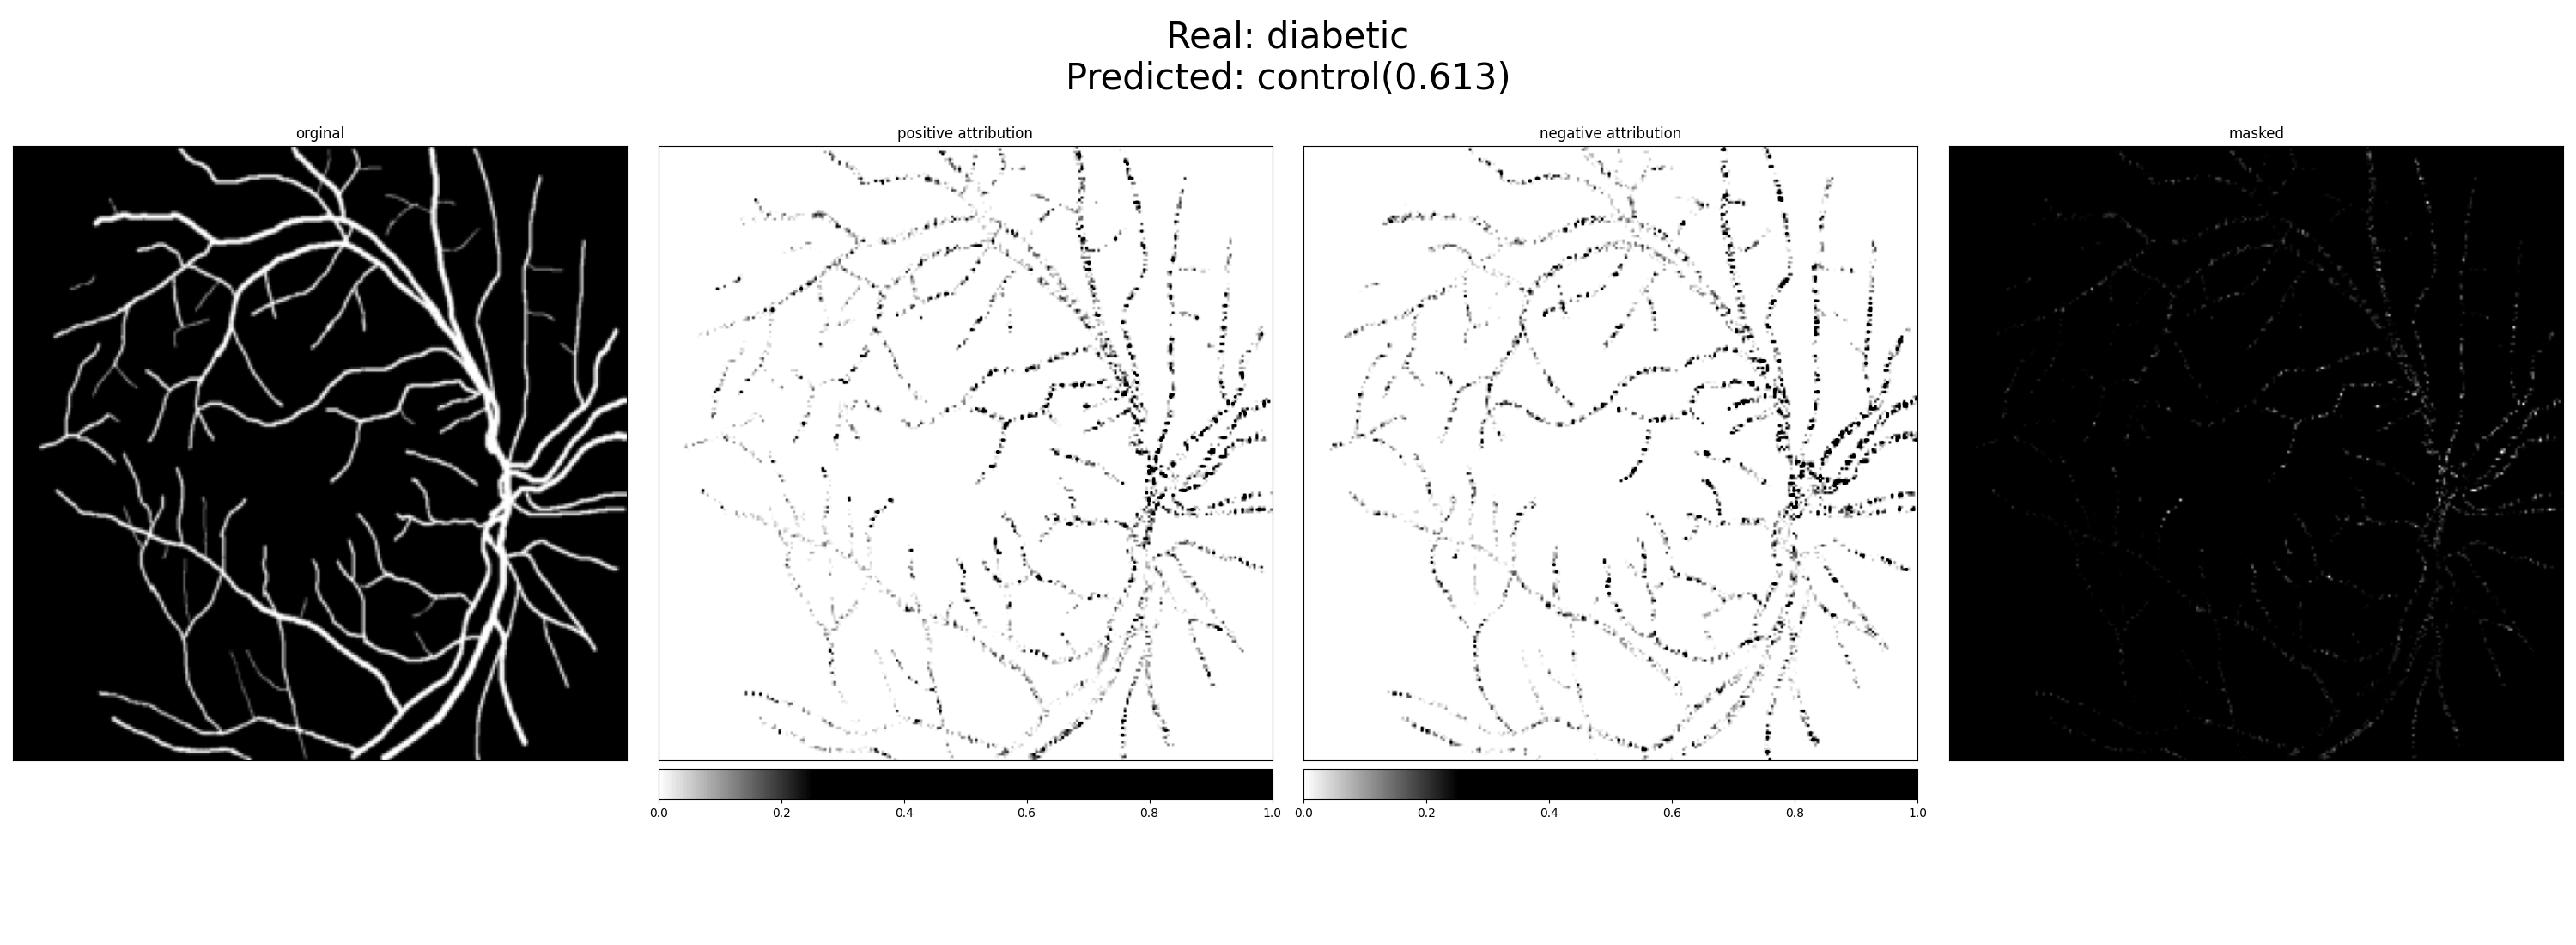 Real: diabetic
Predicted: control(0.613)
orginal
positive attribution
negative attribution
masked
0.0 0.2 0.4 0.6 0.8 1.0
0.0 0.2 0.4 0.6 0.8 1.0